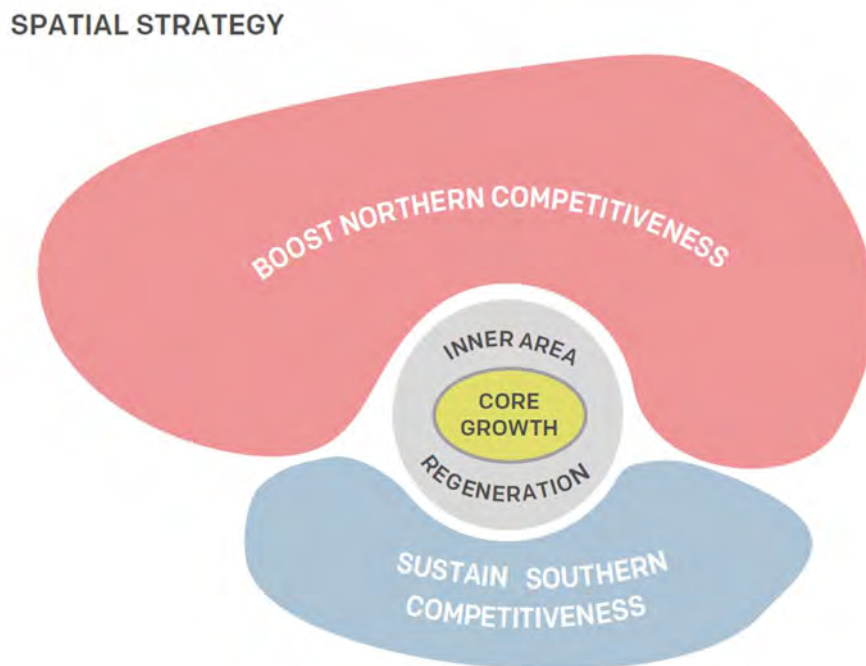 SPATIAL STRATEGY
BOOST NORTHERN COMPETITIVENESS
INNER AREA
CORE
GROWTH
REGENERATION
SUSTAIN SOUTHERN
COMPETITIVENESS